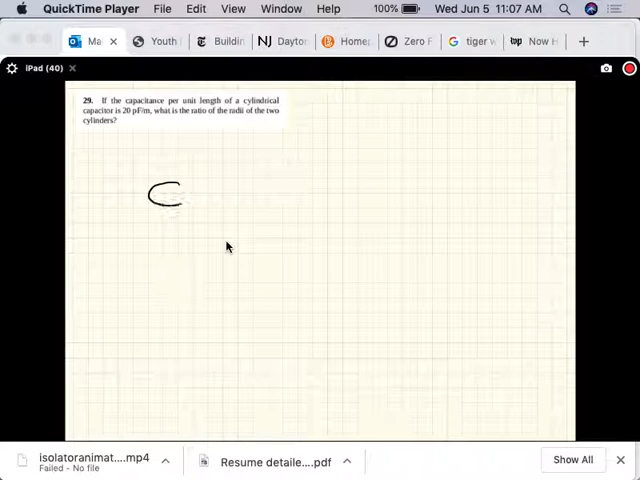 QuickTime Player File Edit View Window Help 100% Wed Jun 5 11:07 AM
Ma Youth Buildin Dayton Homep Zero F tiger w Now H
iPad (40)
29. If the capacitance per unit length of a cylindrical
capacitor is 20 pF/m, what is the ratio of the radii of the two
cylinders?
C
isolatoranimat....mp4
Failed - No file
Resume detaile....pdf
Show All